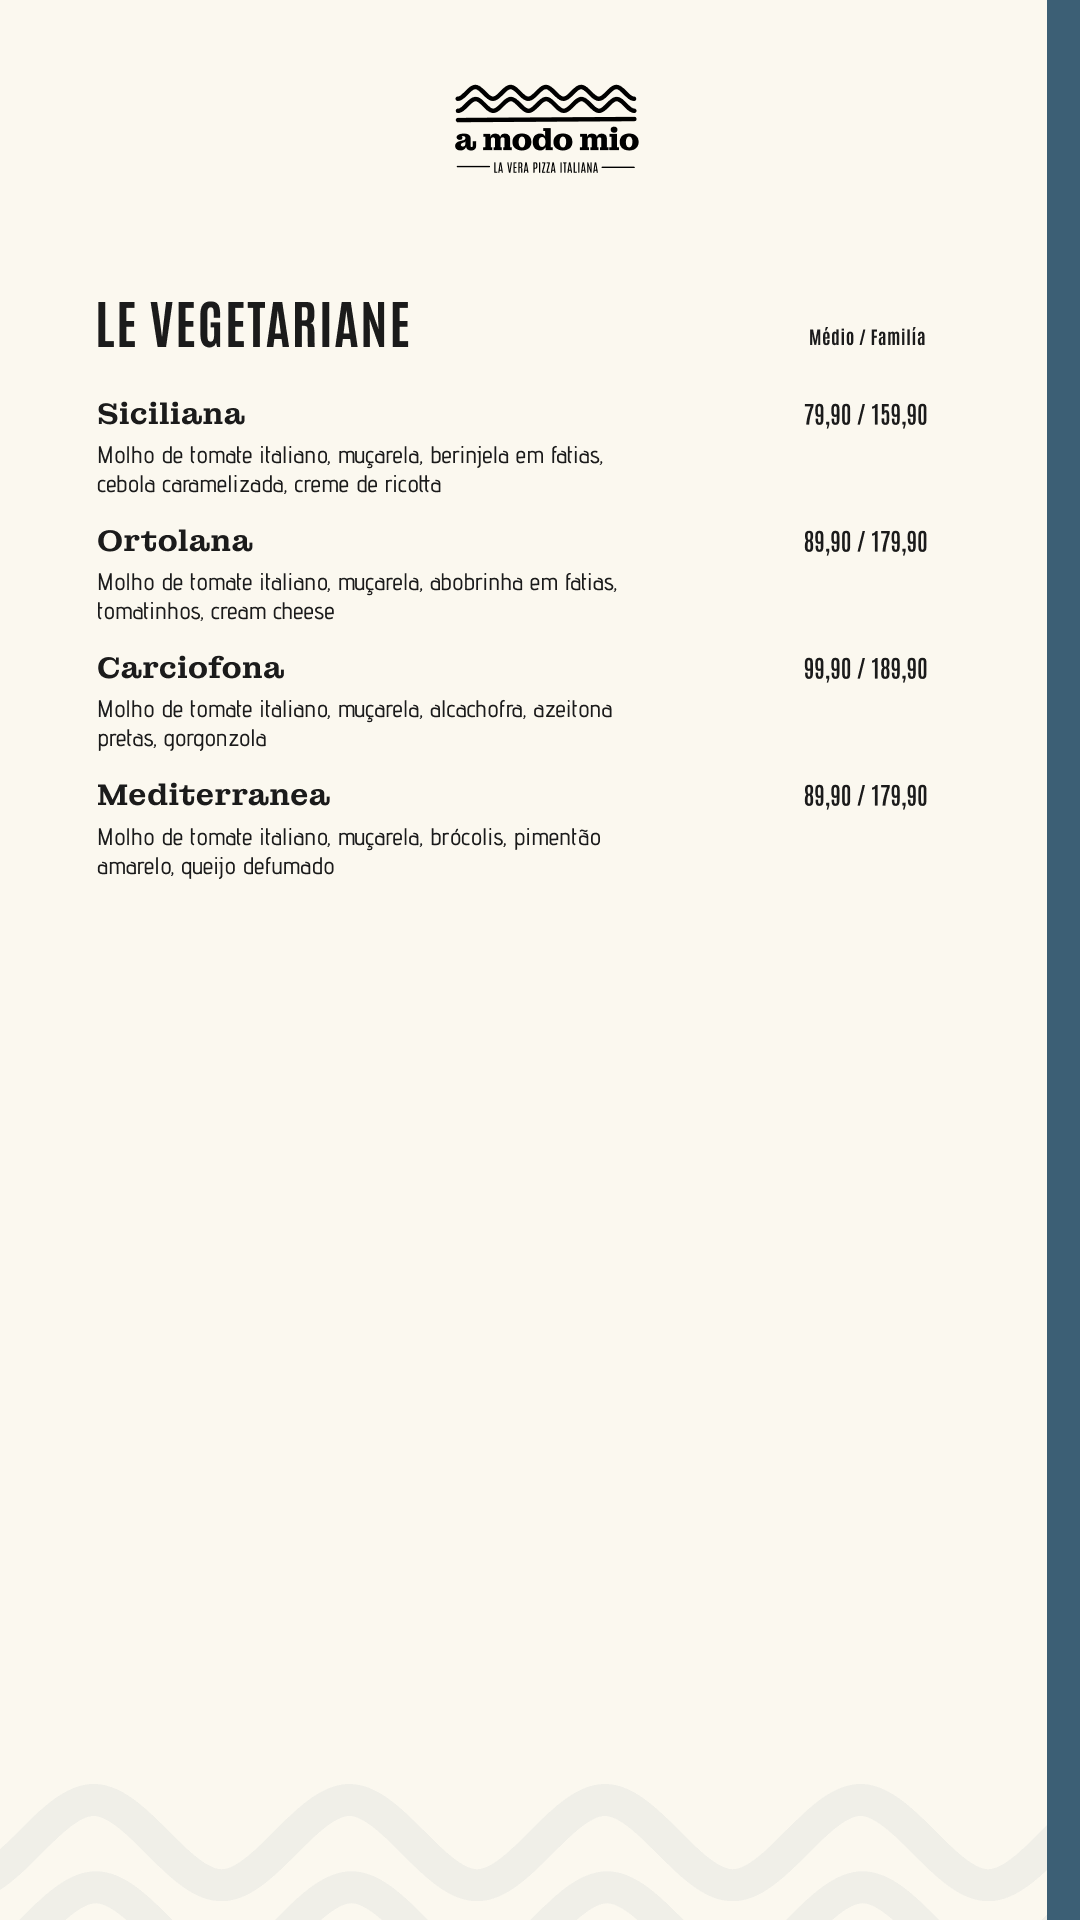 a modo mio
LA VERA PIZZA ITALIANA
LE VEGETARIANE
Médio / Familía
Siciliana 79,90 / 159,90
Molho de tomate italiano, muçarela, berinjela em fatias,
cebola caramelizada, creme de ricotta
Ortolana 89,90 / 179,90
Molho de tomate italiano, muçarela, abobrinha em fatias,
tomatinhos, cream cheese
Carciofona 99,90 / 189,90
Molho de tomate italiano, muçarela, alcachofra, azeitona
pretas, gorgonzola
Mediterranea 89,90 / 179,90
Molho de tomate italiano, muçarela, brócolis, pimentão
amarelo, queijo defumado